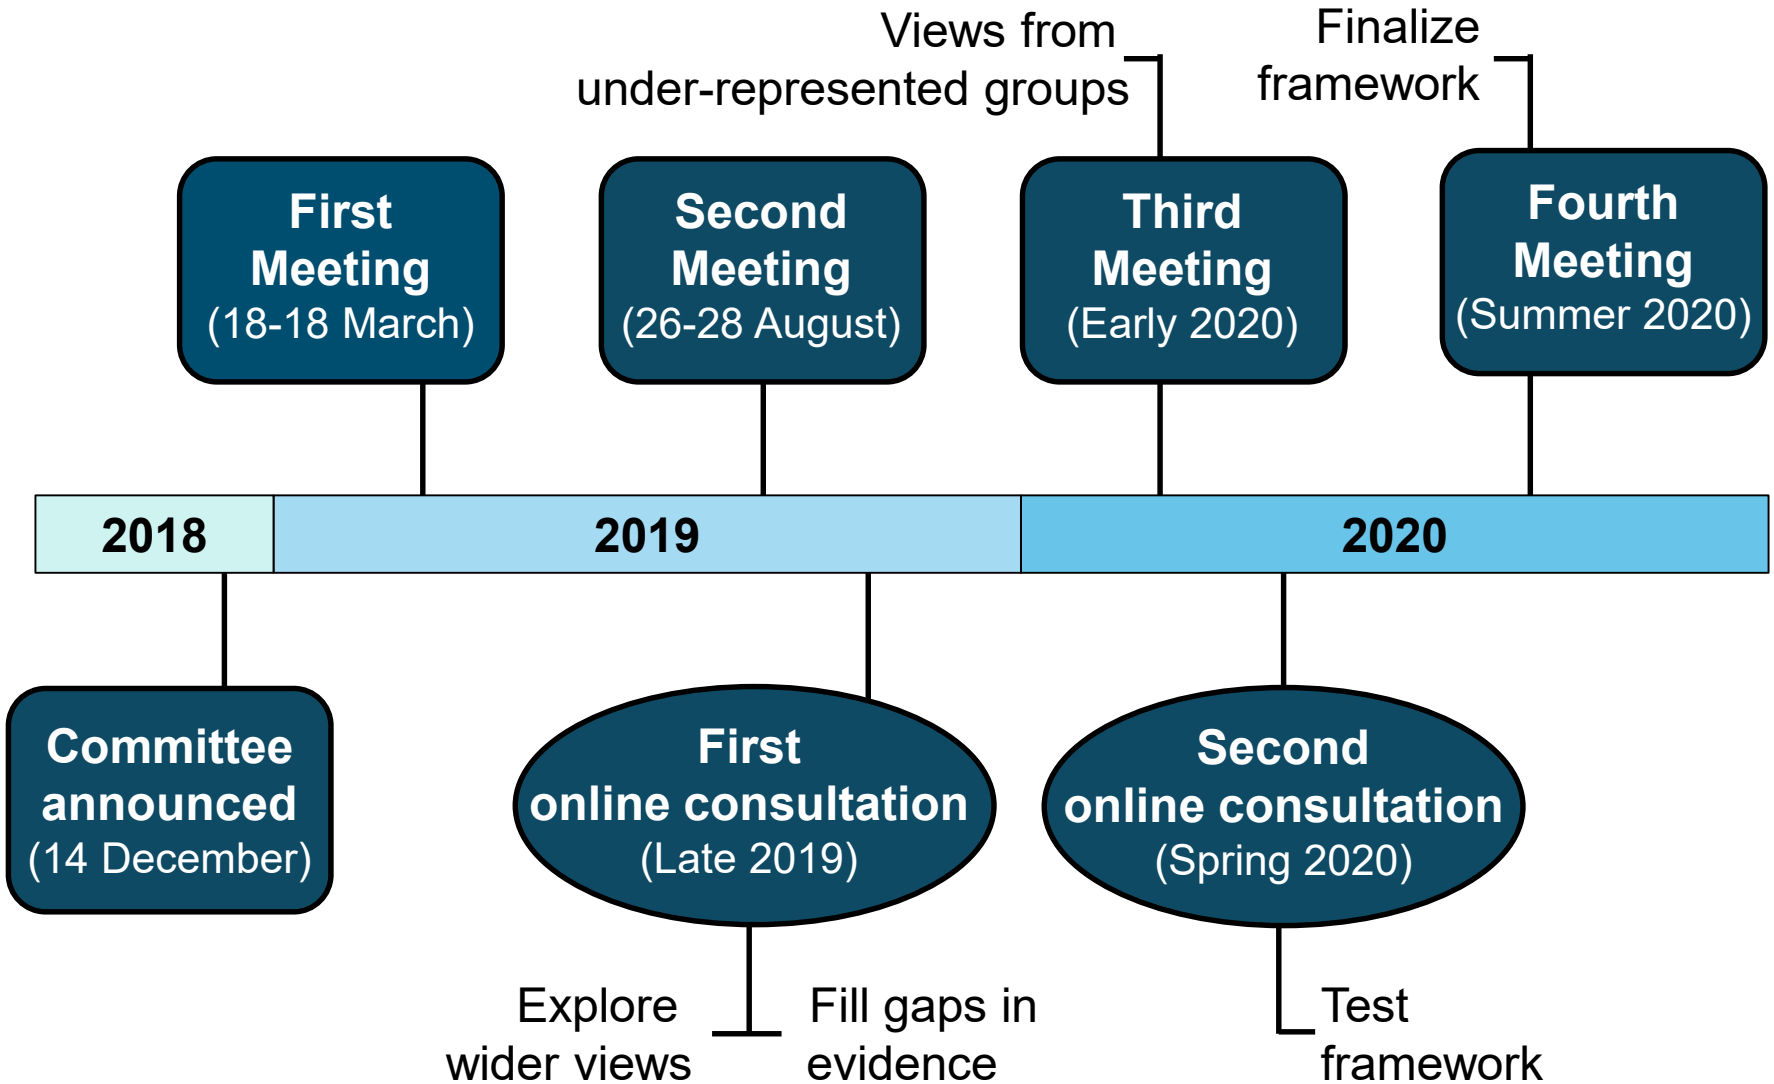 Views from
under-represented groups
Finalize
framework
First
Meeting
(18-18 March)
Second
Meeting
(26-28 August)
Third
Meeting
(Early 2020)
Fourth
Meeting
(Summer 2020)
2018
2019
2020
Committee
announced
(14 December)
First
online consultation
(Late 2019)
Second
online consultation
(Spring 2020)
Explore
wider views
Fill gaps in
evidence
Test
framework